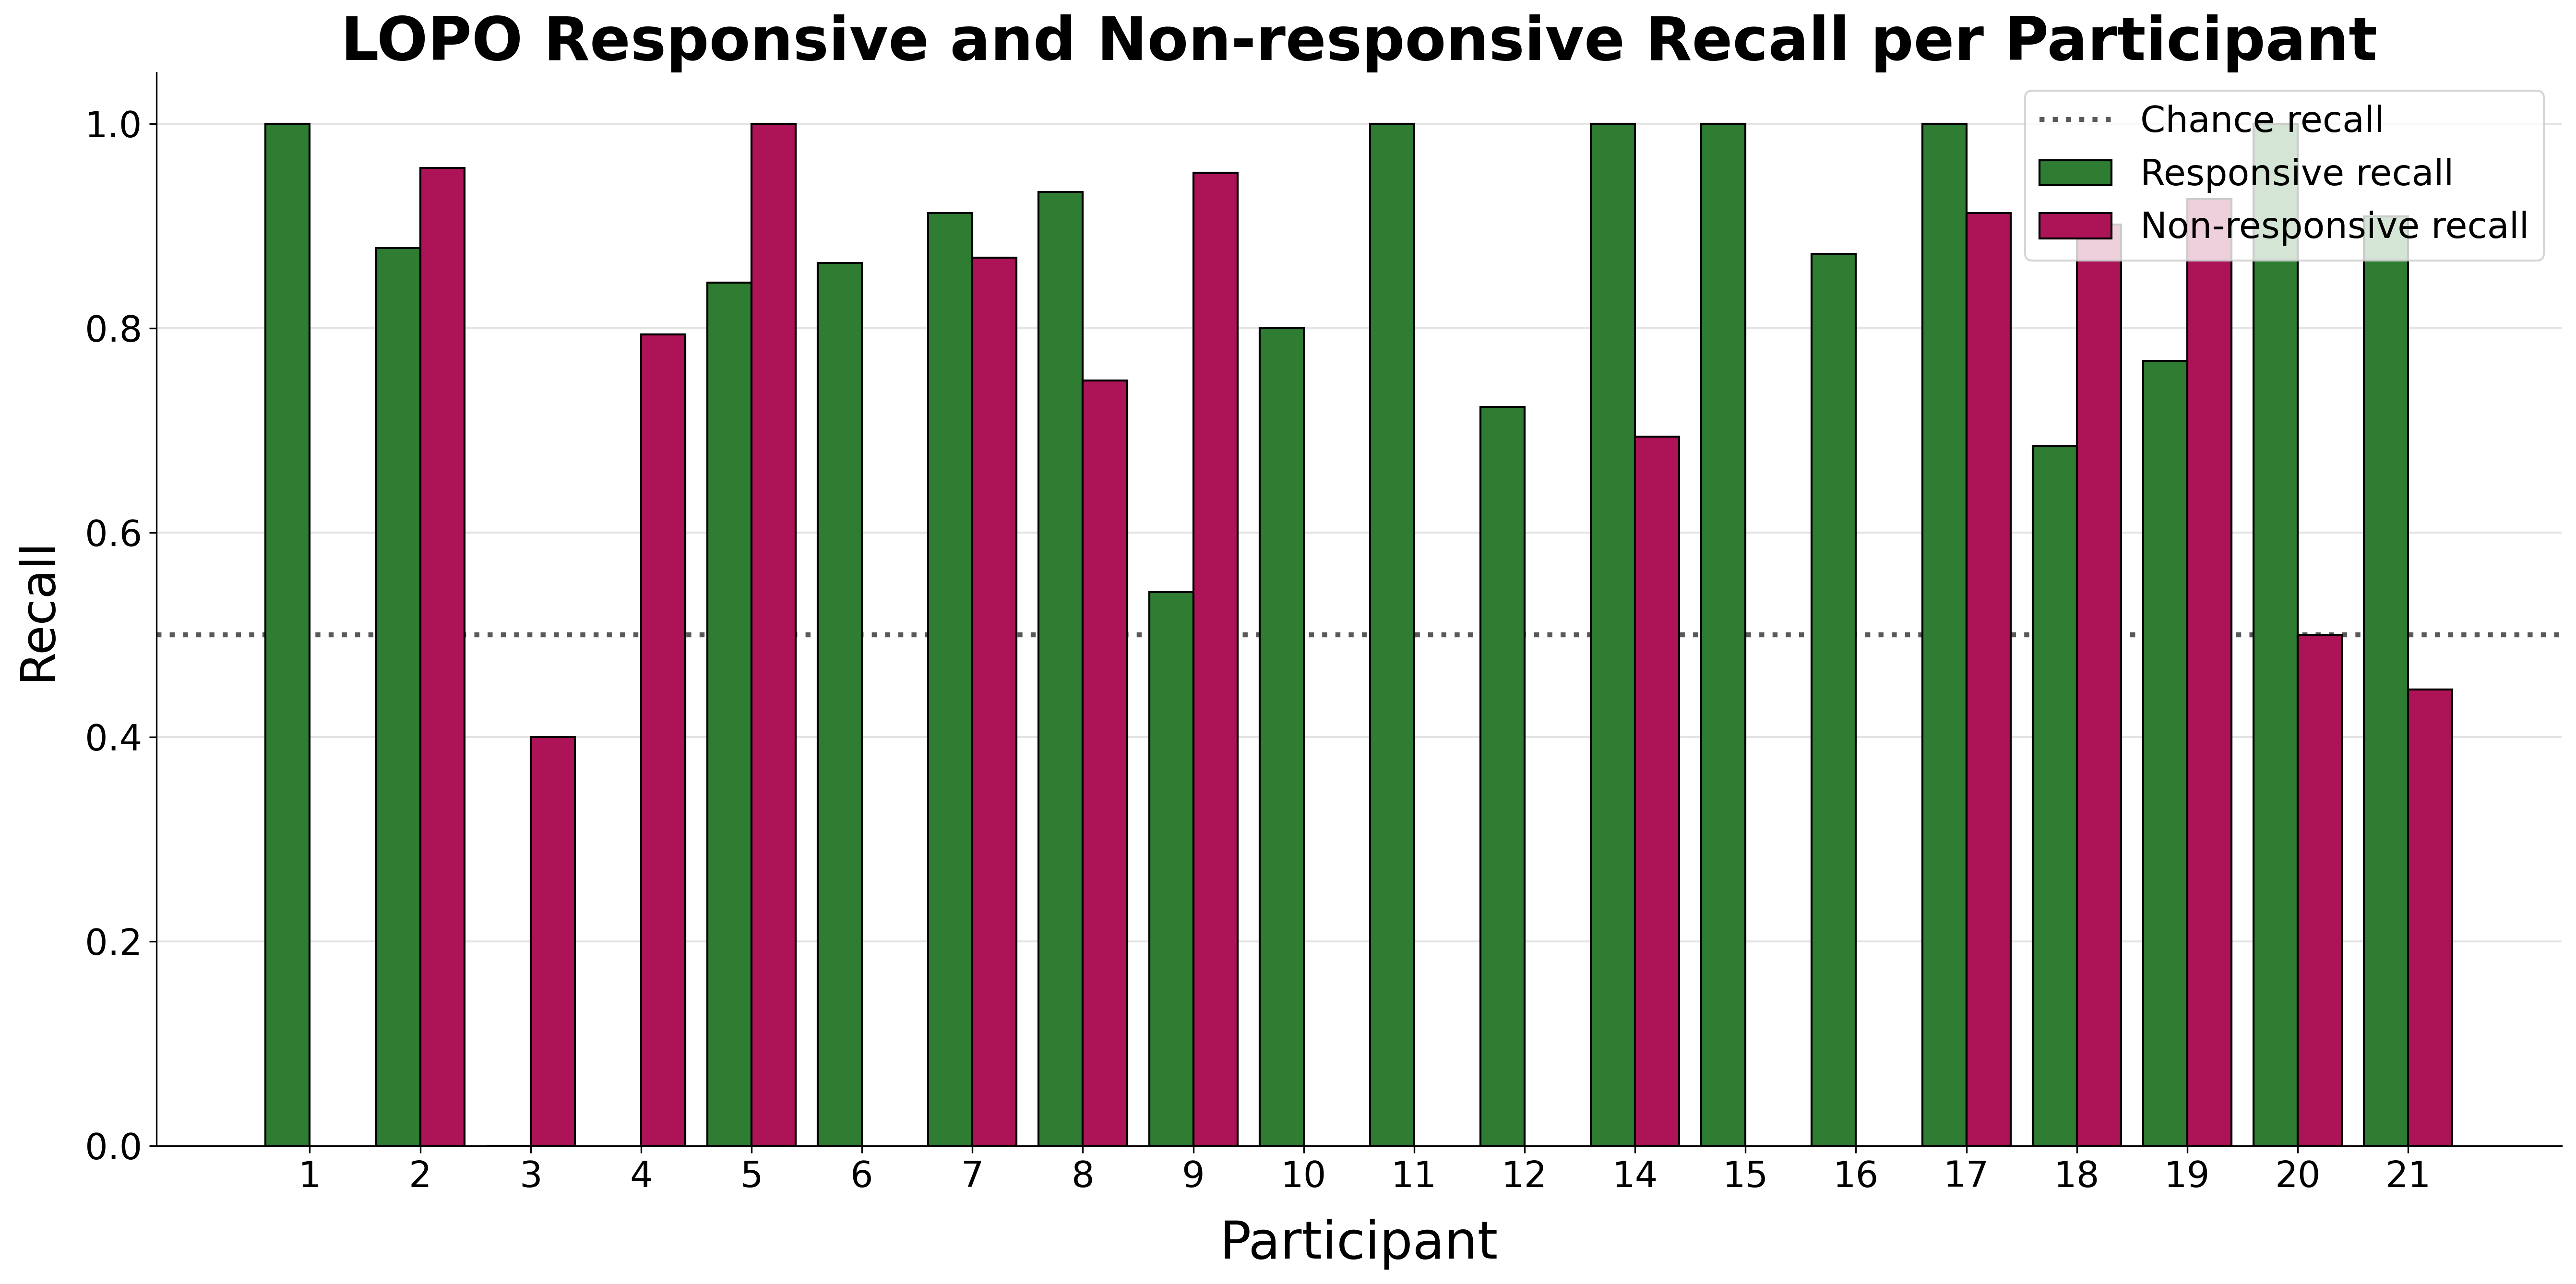 LOPO Responsive and Non-responsive Recall per Participant
Chance recall
Responsive recall
Non-responsive recall
1.0
0.8
0.6
0.4
0.2
0.0
Recall
1 2 3 4 5 6 7 8 9 10 11 12 14 15 16 17 18 19 20 21
Participant